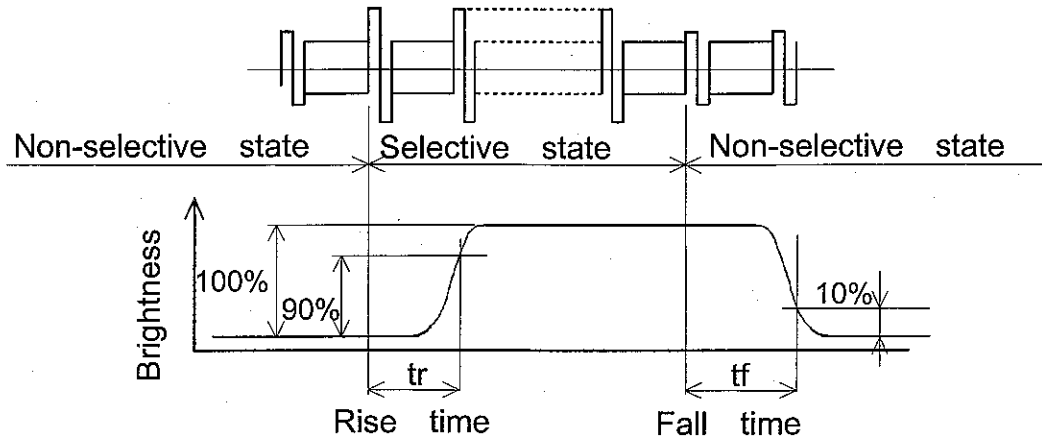 Non-selective state Selective state Non-selective state
Brightness
100%
90%
10%
tr tf
Rise time Fall time